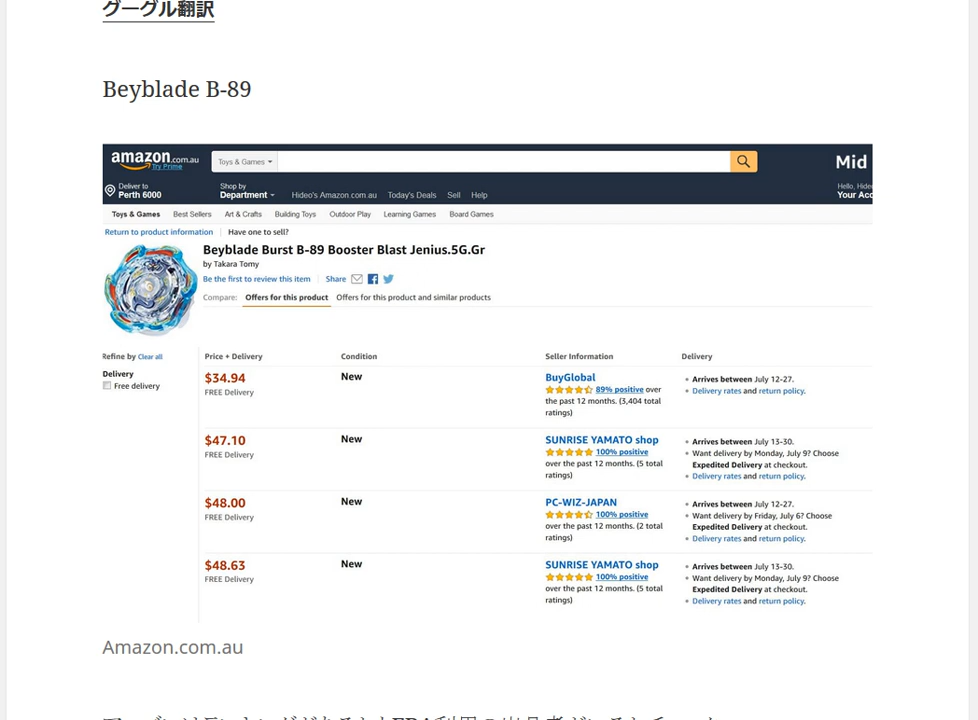 グーグル翻訳
Beyblade B-89
amazon.com.au
Try Prime
Toys & Games
Mid
Deliver to
Perth 6000
Shop by
Department
Hideo's Amazon.com.au Today's Deals Sell Help
Hello, Hide
Your Acc
Toys & Games Best Sellers Art & Crafts Building Toys Outdoor Play Learning Games Board Games
Return to product information Have one to sell?
Beyblade Burst B-89 Booster Blast Jenius.5G.Gr
by Takara Tomy
Be the first to review this item Share
Compare: Offers for this product Offers for this product and similar products
Refine by Clear all
Delivery
Free delivery
Price + Delivery Condition Seller Information Delivery
$34.94
FREE Delivery
New
BuyGlobal
89% positive over
the past 12 months. (3,404 total
ratings)
• Arrives between July 12-27.
• Delivery rates and return policy.
$47.10
FREE Delivery
New
SUNRISE YAMATO shop
100% positive
over the past 12 months. (5 total
ratings)
• Arrives between July 13-30.
• Want delivery by Monday, July 9? Choose
Expedited Delivery at checkout.
• Delivery rates and return policy.
$48.00
FREE Delivery
New
PC-WIZ-JAPAN
100% positive
over the past 12 months. (2 total
ratings)
• Arrives between July 12-27.
• Want delivery by Friday, July 6? Choose
Expedited Delivery at checkout.
• Delivery rates and return policy.
$48.63
FREE Delivery
New
SUNRISE YAMATO shop
100% positive
over the past 12 months. (5 total
ratings)
• Arrives between July 13-30.
• Want delivery by Monday, July 9? Choose
Expedited Delivery at checkout.
• Delivery rates and return policy.
Amazon.com.au